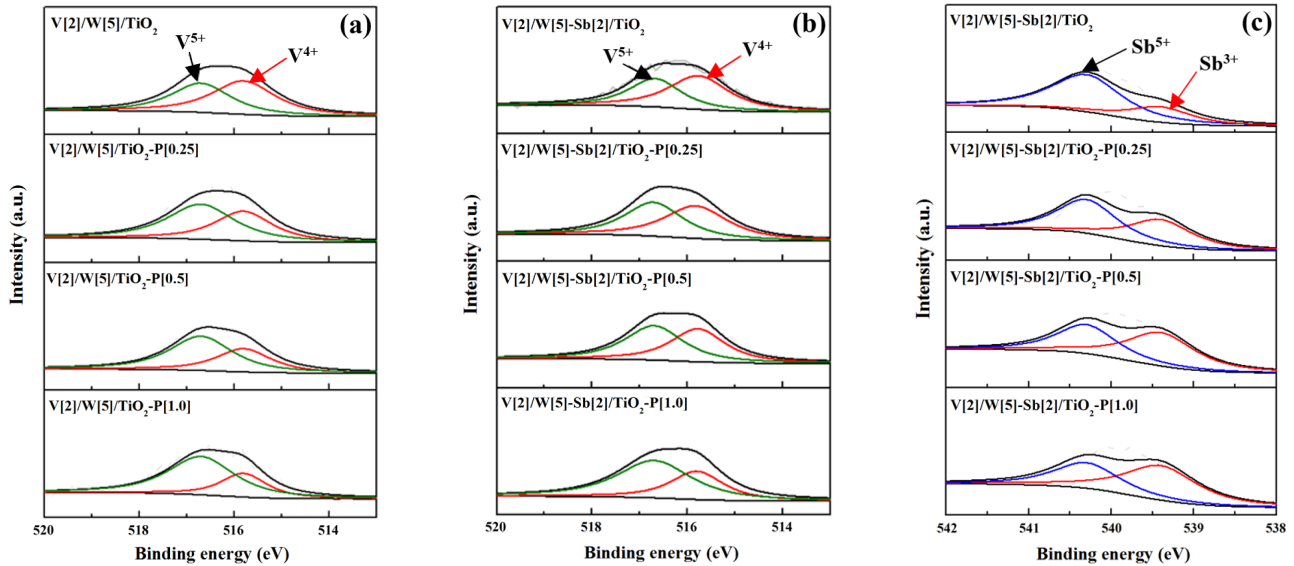 (a)
V[2]/W[5]/TiO₂
V⁵⁺
V⁴⁺
V[2]/W[5]/TiO₂-P[0.25]
V[2]/W[5]/TiO₂-P[0.5]
V[2]/W[5]/TiO₂-P[1.0]
Intensity (a.u.)
520 518 516 514
Binding energy (eV)
(b)
V[2]/W[5]-Sb[2]/TiO₂
V⁵⁺
V⁴⁺
V[2]/W[5]-Sb[2]/TiO₂-P[0.25]
V[2]/W[5]-Sb[2]/TiO₂-P[0.5]
V[2]/W[5]-Sb[2]/TiO₂-P[1.0]
Intensity (a.u.)
520 518 516 514
Binding energy (eV)
(c)
V[2]/W[5]-Sb[2]/TiO₂
Sb⁵⁺
Sb³⁺
V[2]/W[5]-Sb[2]/TiO₂-P[0.25]
V[2]/W[5]-Sb[2]/TiO₂-P[0.5]
V[2]/W[5]-Sb[2]/TiO₂-P[1.0]
Intensity (a.u.)
542 541 540 539 538
Binding energy (eV)